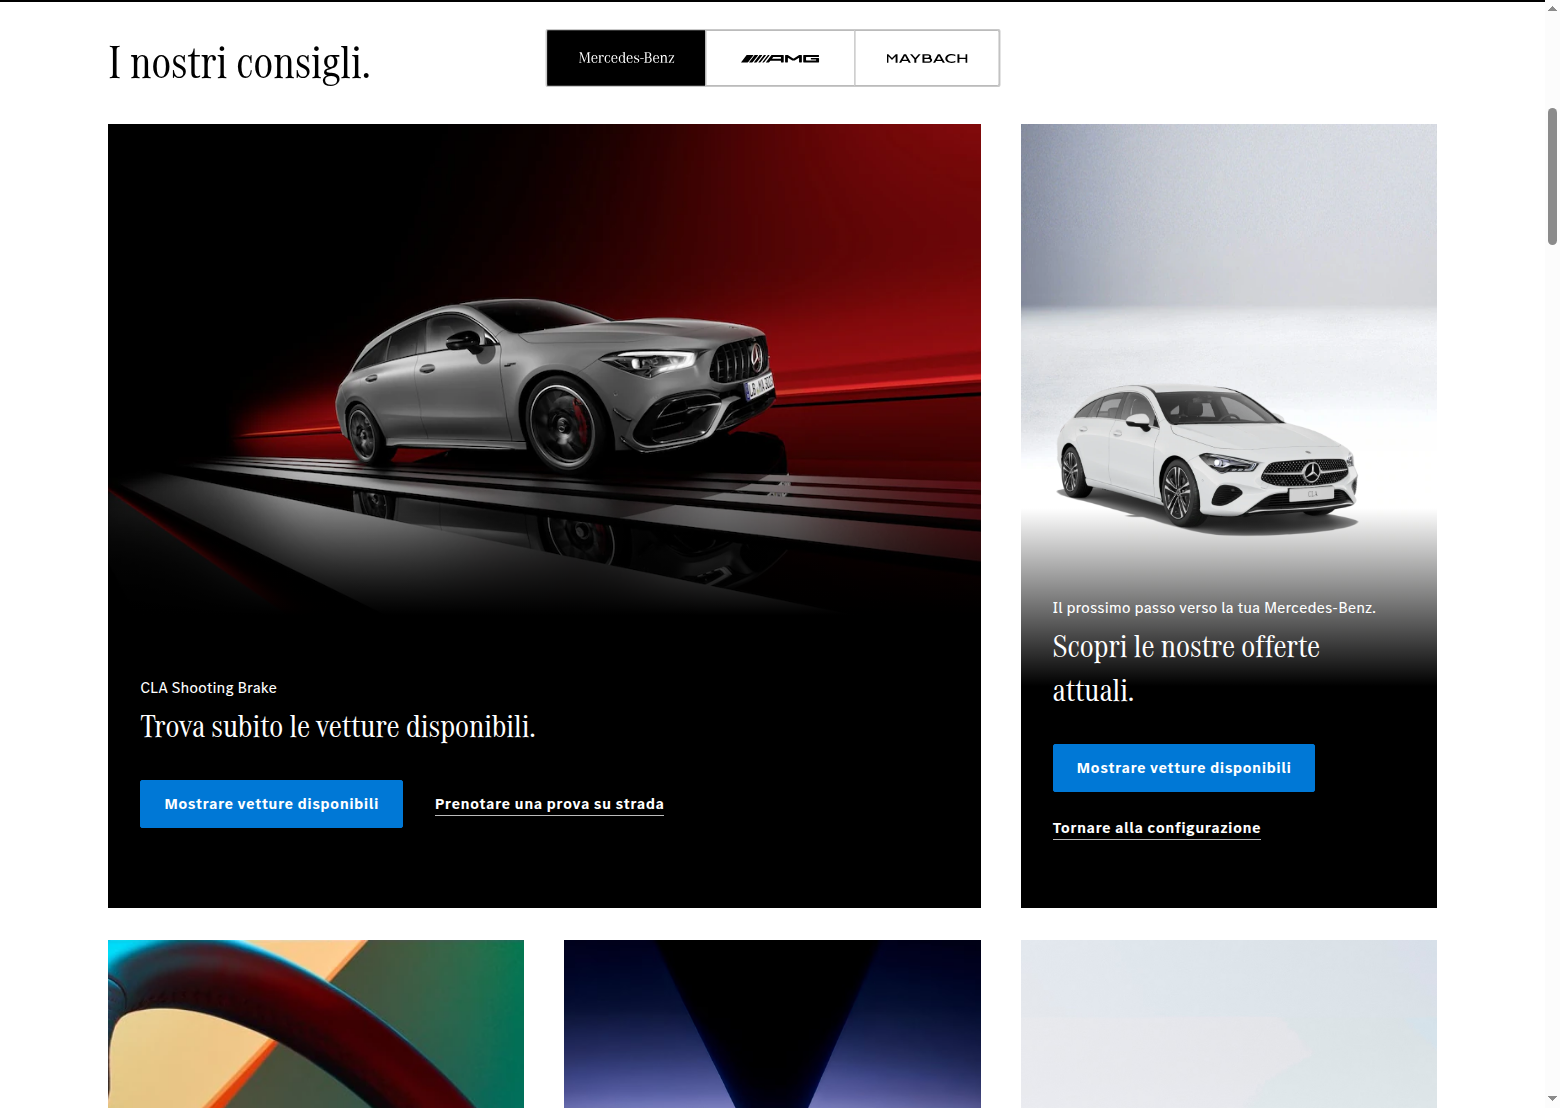 I nostri consigli.
Mercedes-Benz
AMG
MAYBACH
CLA
CLA Shooting Brake
Trova subito le vetture disponibili.
Mostrare vetture disponibili
Prenotare una prova su strada
Il prossimo passo verso la tua Mercedes-Benz.
Scopri le nostre offerte
attuali.
Mostrare vetture disponibili
Tornare alla configurazione